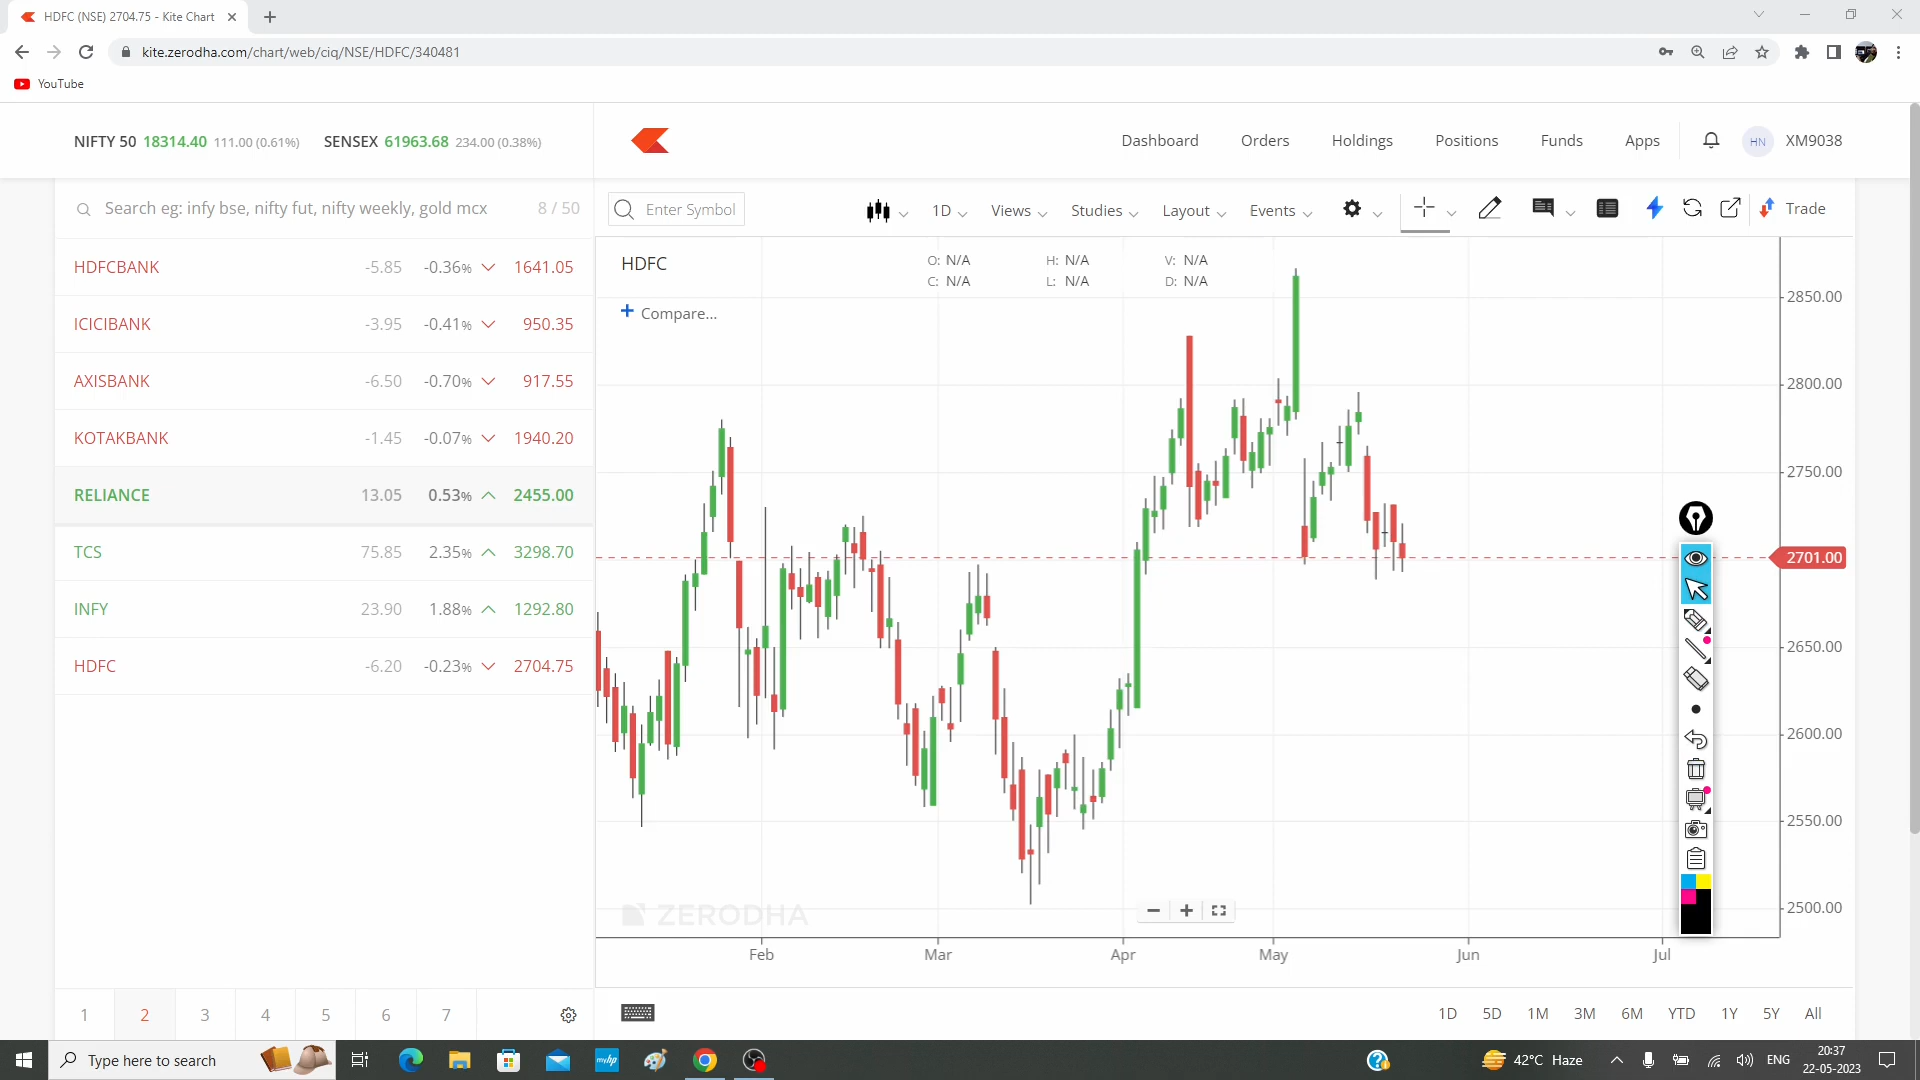 HDFC (NSE) 2704.75 - Kite Chart
kite.zerodha.com/chart/web/ciq/NSE/HDFC/340481
YouTube
NIFTY 50 18314.40 111.00 (0.61%) SENSEX 61963.68 234.00 (0.38%)
Dashboard Orders Holdings Positions Funds Apps HN XM9038
Search eg: infy bse, nifty fut, nifty weekly, gold mcx 8 / 50
Enter Symbol 1D Views Studies Layout Events Trade
HDFCBANK -5.85 -0.36% 1641.05
ICICIBANK -3.95 -0.41% 950.35
AXISBANK -6.50 -0.70% 917.55
KOTAKBANK -1.45 -0.07% 1940.20
RELIANCE 13.05 0.53% 2455.00
TCS 75.85 2.35% 3298.70
INFY 23.90 1.88% 1292.80
HDFC -6.20 -0.23% 2704.75
HDFC
O: N/A H: N/A V: N/A
C: N/A L: N/A D: N/A
+ Compare...
2850.00
2800.00
2750.00
2701.00
2650.00
2600.00
2550.00
2500.00
ZERODHA
Feb Mar Apr May Jun Jul
1 2 3 4 5 6 7
1D 5D 1M 3M 6M YTD 1Y 5Y All
Type here to search
myhp
42°C Haze
ENG
20:37
22-05-2023